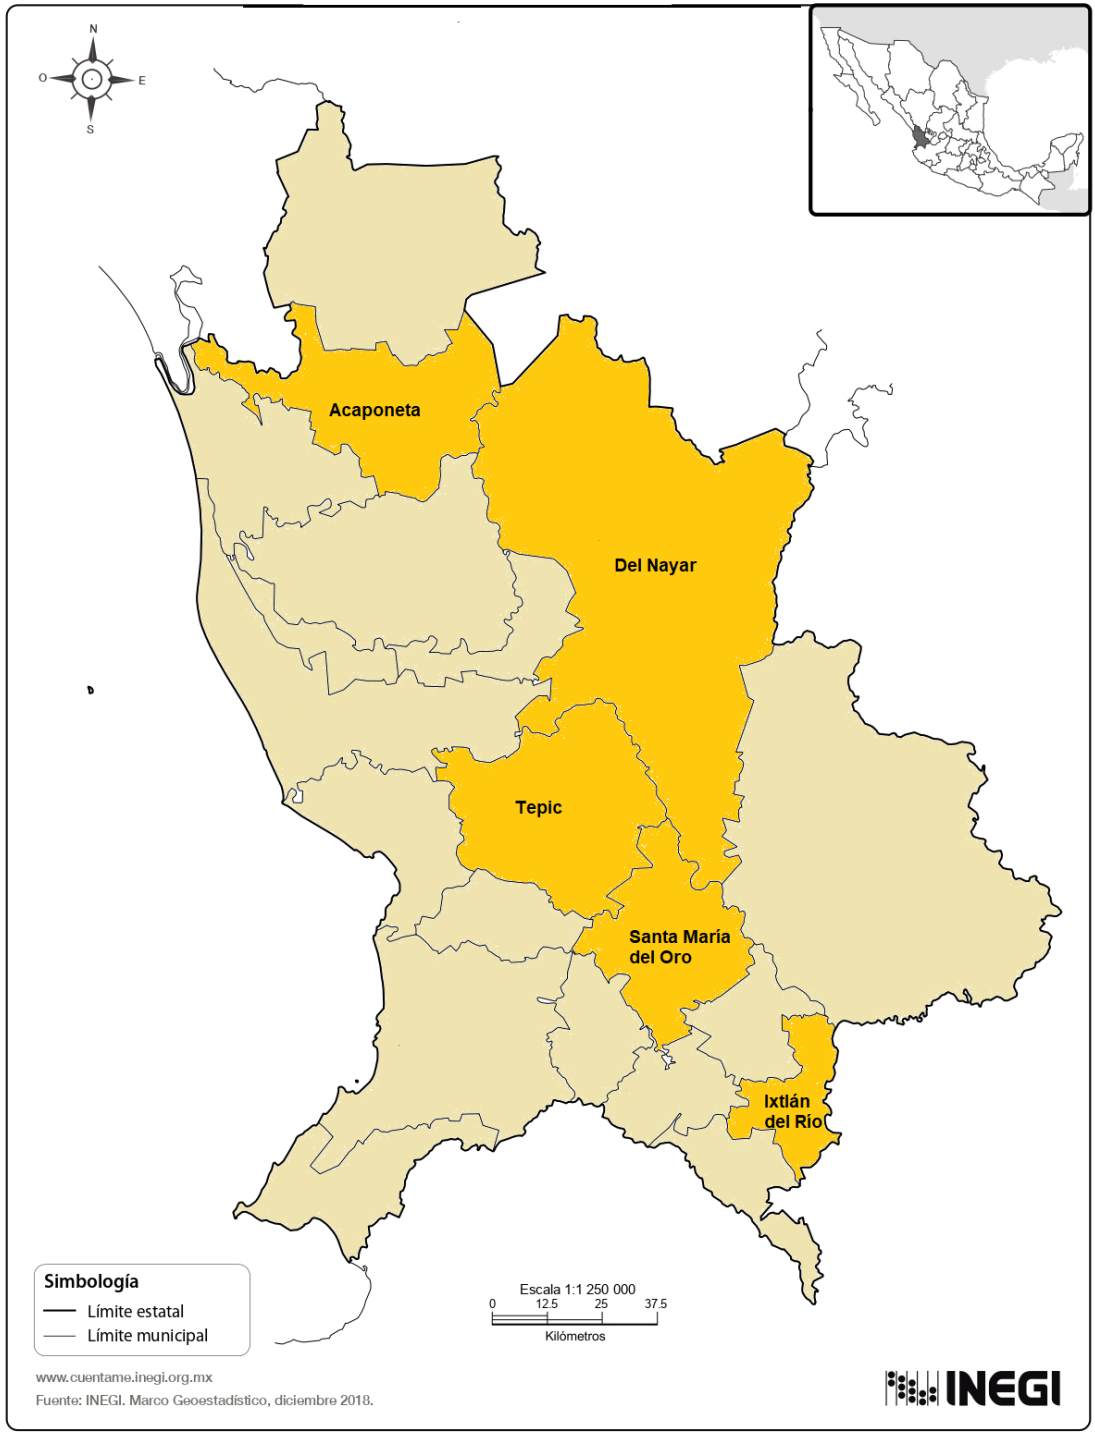 N
O
E
S
Acaponeta
Del Nayar
Tepic
Santa María
del Oro
Ixtlán
del Río
Simbología
Límite estatal
Límite municipal
Escala 1:1 250 000
0 12.5 25 37.5
Kilómetros
www.cuentame.inegi.org.mx
Fuente: INEGI. Marco Geoestadístico, diciembre 2018.
INEGI